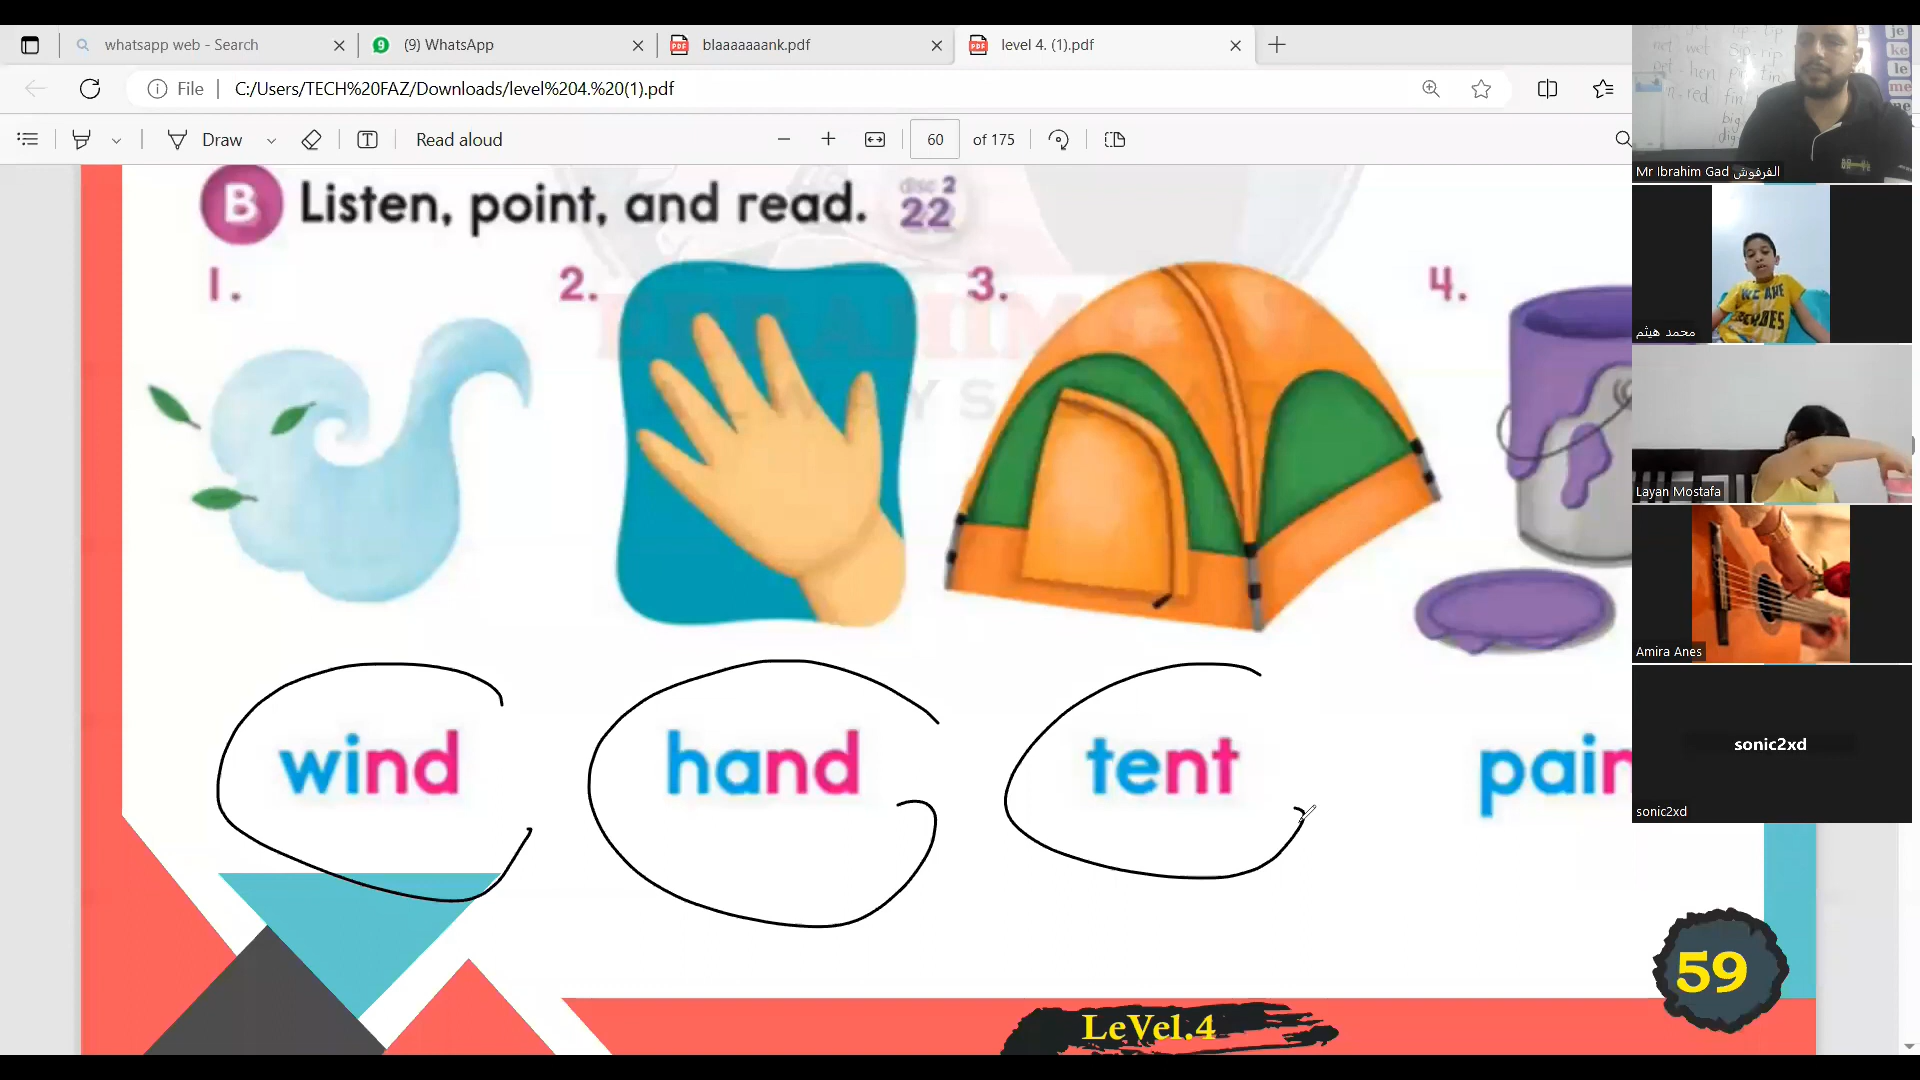 whatsapp web - Search
(9) WhatsApp
blaaaaaaank.pdf
level 4. (1).pdf
File
C:/Users/TECH%20FAZ/Downloads/level%204.%20(1).pdf
Draw
Read aloud
60 of 175
B Listen, point, and read. disc 2 22
1. 2. 3. 4.
wind hand tent pain
59
LeVel.4
Mr Ibrahim Gad الفرفوش
محمد هيثم
Layan Mostafa
Amira Anes
sonic2xd
sonic2xd